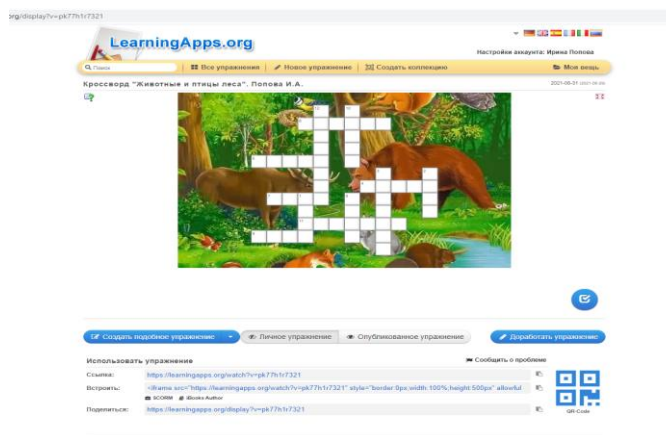 org/display?v=pk77h1r7321
LearningApps.org
Настройки аккаунта: Ирина Попова
Поиск
Все упражнения
Новое упражнение
Создать коллекцию
Моя вещь
Кроссворд "Животные и птицы леса". Попова И.А.
Создать подобное упражнение
Личное упражнение
Опубликованное упражнение
Доработать упражнение
Использовать упражнение
Сообщить о проблеме
Ссылка: https://learningapps.org/watch?v=pk77h1r7321
Встроить: <iframe src="https://learningapps.org/watch?v=pk77h1r7321" style="border:0px;width:100%;height:500px" allowful
SCORM iBooks Author
Поделиться: https://learningapps.org/display?v=pk77h1r7321
QR-Code